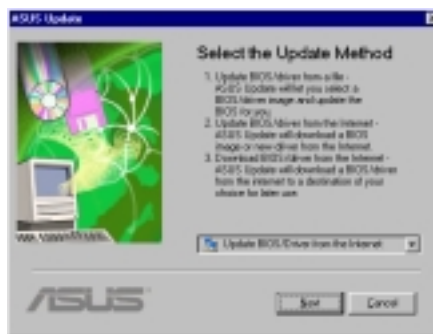 ASUS Update
Select the Update Method
1. Update BIOS/driver from a file -
ASUS Update will let you select a
BIOS/driver image and update the
BIOS for you.
2. Update BIOS/driver from the Internet -
ASUS Update will download a BIOS
image or new driver from the Internet.
3. Download BIOS/driver from the Internet -
ASUS Update will download a BIOS/driver
from the internet to a destination of your
choice for later use.
Update BIOS/Driver from the Internet
ASUS
Next
Cancel